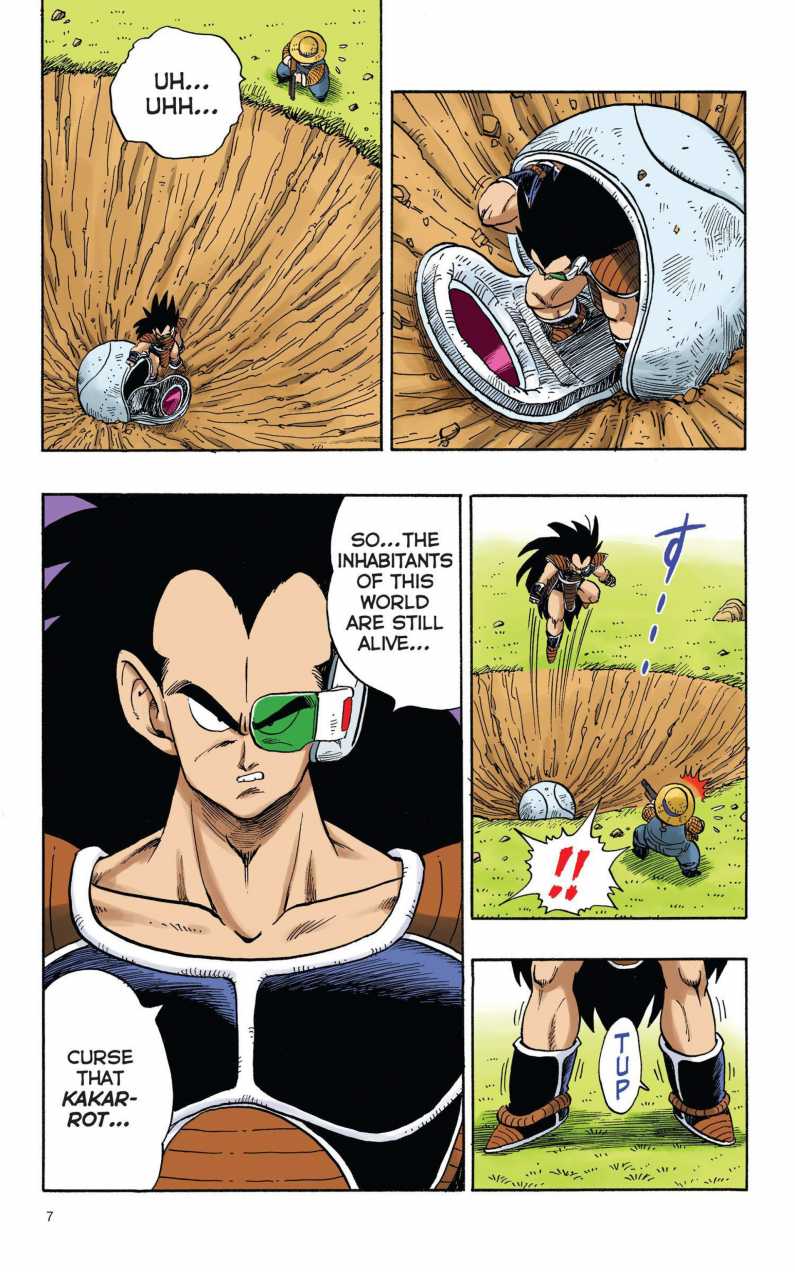 UH...
UHH...
す
!!
TUP
SO...THE
INHABITANTS
OF THIS
WORLD
ARE STILL
ALIVE...
CURSE
THAT
KAKAR-
ROT...
7